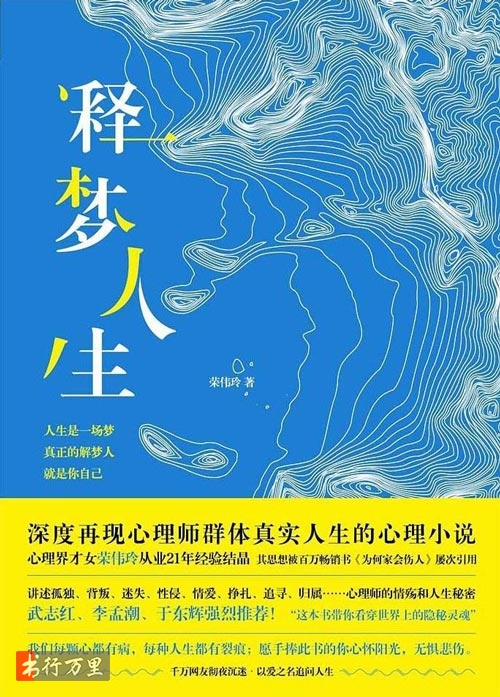 释梦人生
荣伟玲 著
人生是一场梦
真正的解梦人
就是你自己
深度再现心理师群体真实人生的心理小说
心理界才女荣伟玲从业21年经验结晶 其思想被百万畅销书《为何家会伤人》屡次引用
讲述孤独、背叛、迷失、性侵、情爱、挣扎、追寻、归属……心理师的情殇和人生秘密
武志红、李孟潮、于东辉强烈推荐！“这本书带你看穿世界上的隐秘灵魂”
我们每颗心都有病，每种人生都有裂痕；愿手捧此书的你心怀阳光，无惧悲伤。
书行万里
千万网友彻夜沉迷·以爱之名追问人生